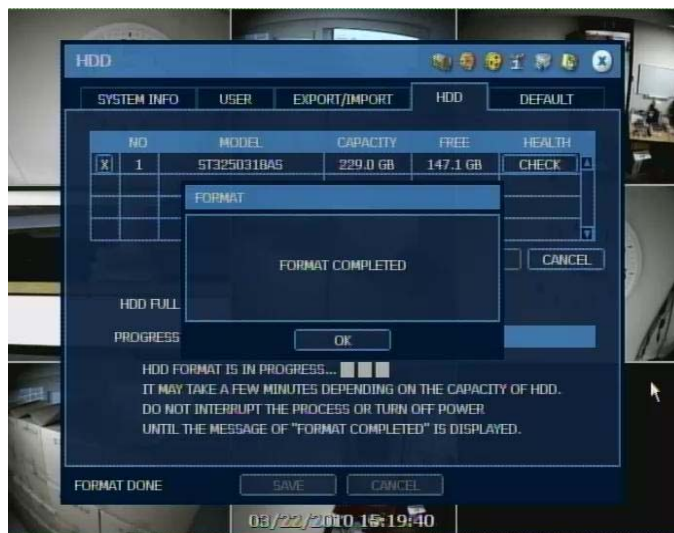 HDD
SYSTEM INFO USER EXPORT/IMPORT HDD DEFAULT
NO MODEL CAPACITY FREE HEALTH
X 1 ST3250318AS 229.0 GB 147.1 GB CHECK
FORMAT
FORMAT COMPLETED
CANCEL
HDD FULL
PROGRESS
OK
HDD FORMAT IS IN PROGRESS...
IT MAY TAKE A FEW MINUTES DEPENDING ON THE CAPACITY OF HDD.
DO NOT INTERRUPT THE PROCESS OR TURN OFF POWER
UNTIL THE MESSAGE OF "FORMAT COMPLETED" IS DISPLAYED.
FORMAT DONE SAVE CANCEL
03/22/2010 15:19:40